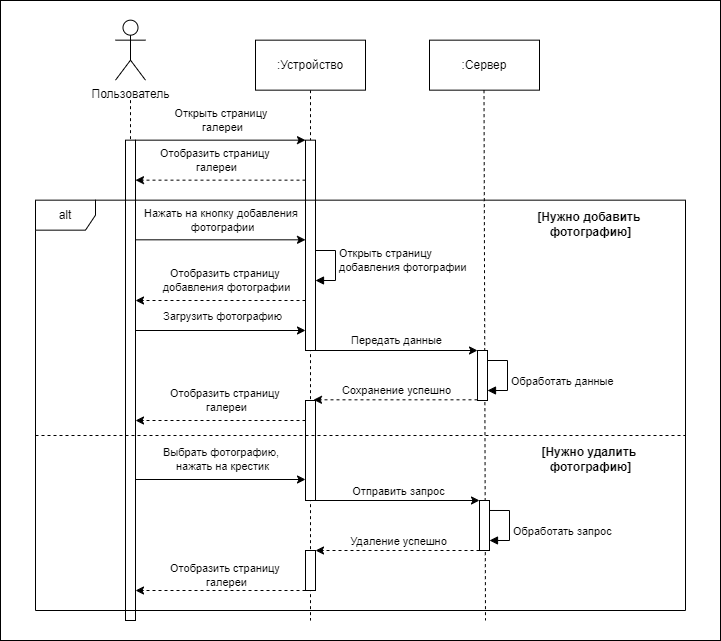 :Устройство
:Сервер
Пользователь
Открыть страницу
галереи
Отобразить страницу
галереи
alt
[Нужно добавить
фотографию]
Нажать на кнопку добавления
фотографии
Открыть страницу
добавления фотографии
Отобразить страницу
добавления фотографии
Загрузить фотографию
Передать данные
Обработать данные
Сохранение успешно
Отобразить страницу
галереи
[Нужно удалить
фотографию]
Выбрать фотографию,
нажать на крестик
Отправить запрос
Обработать запрос
Удаление успешно
Отобразить страницу
галереи